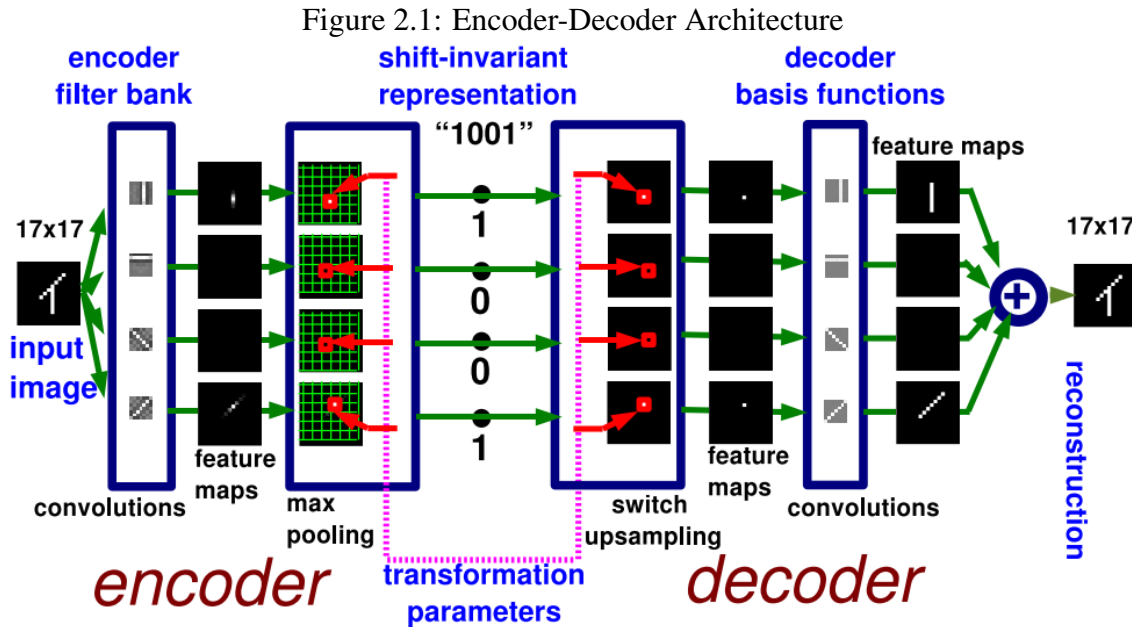 Figure 2.1: Encoder-Decoder Architecture
encoder
filter bank
shift-invariant
representation
"1001"
decoder
basis functions
feature maps
17x17
input
image
1
0
0
1
17x17
reconstruction
convolutions
feature
maps
max
pooling
switch
upsampling
feature
maps
convolutions
encoder
transformation
parameters
decoder